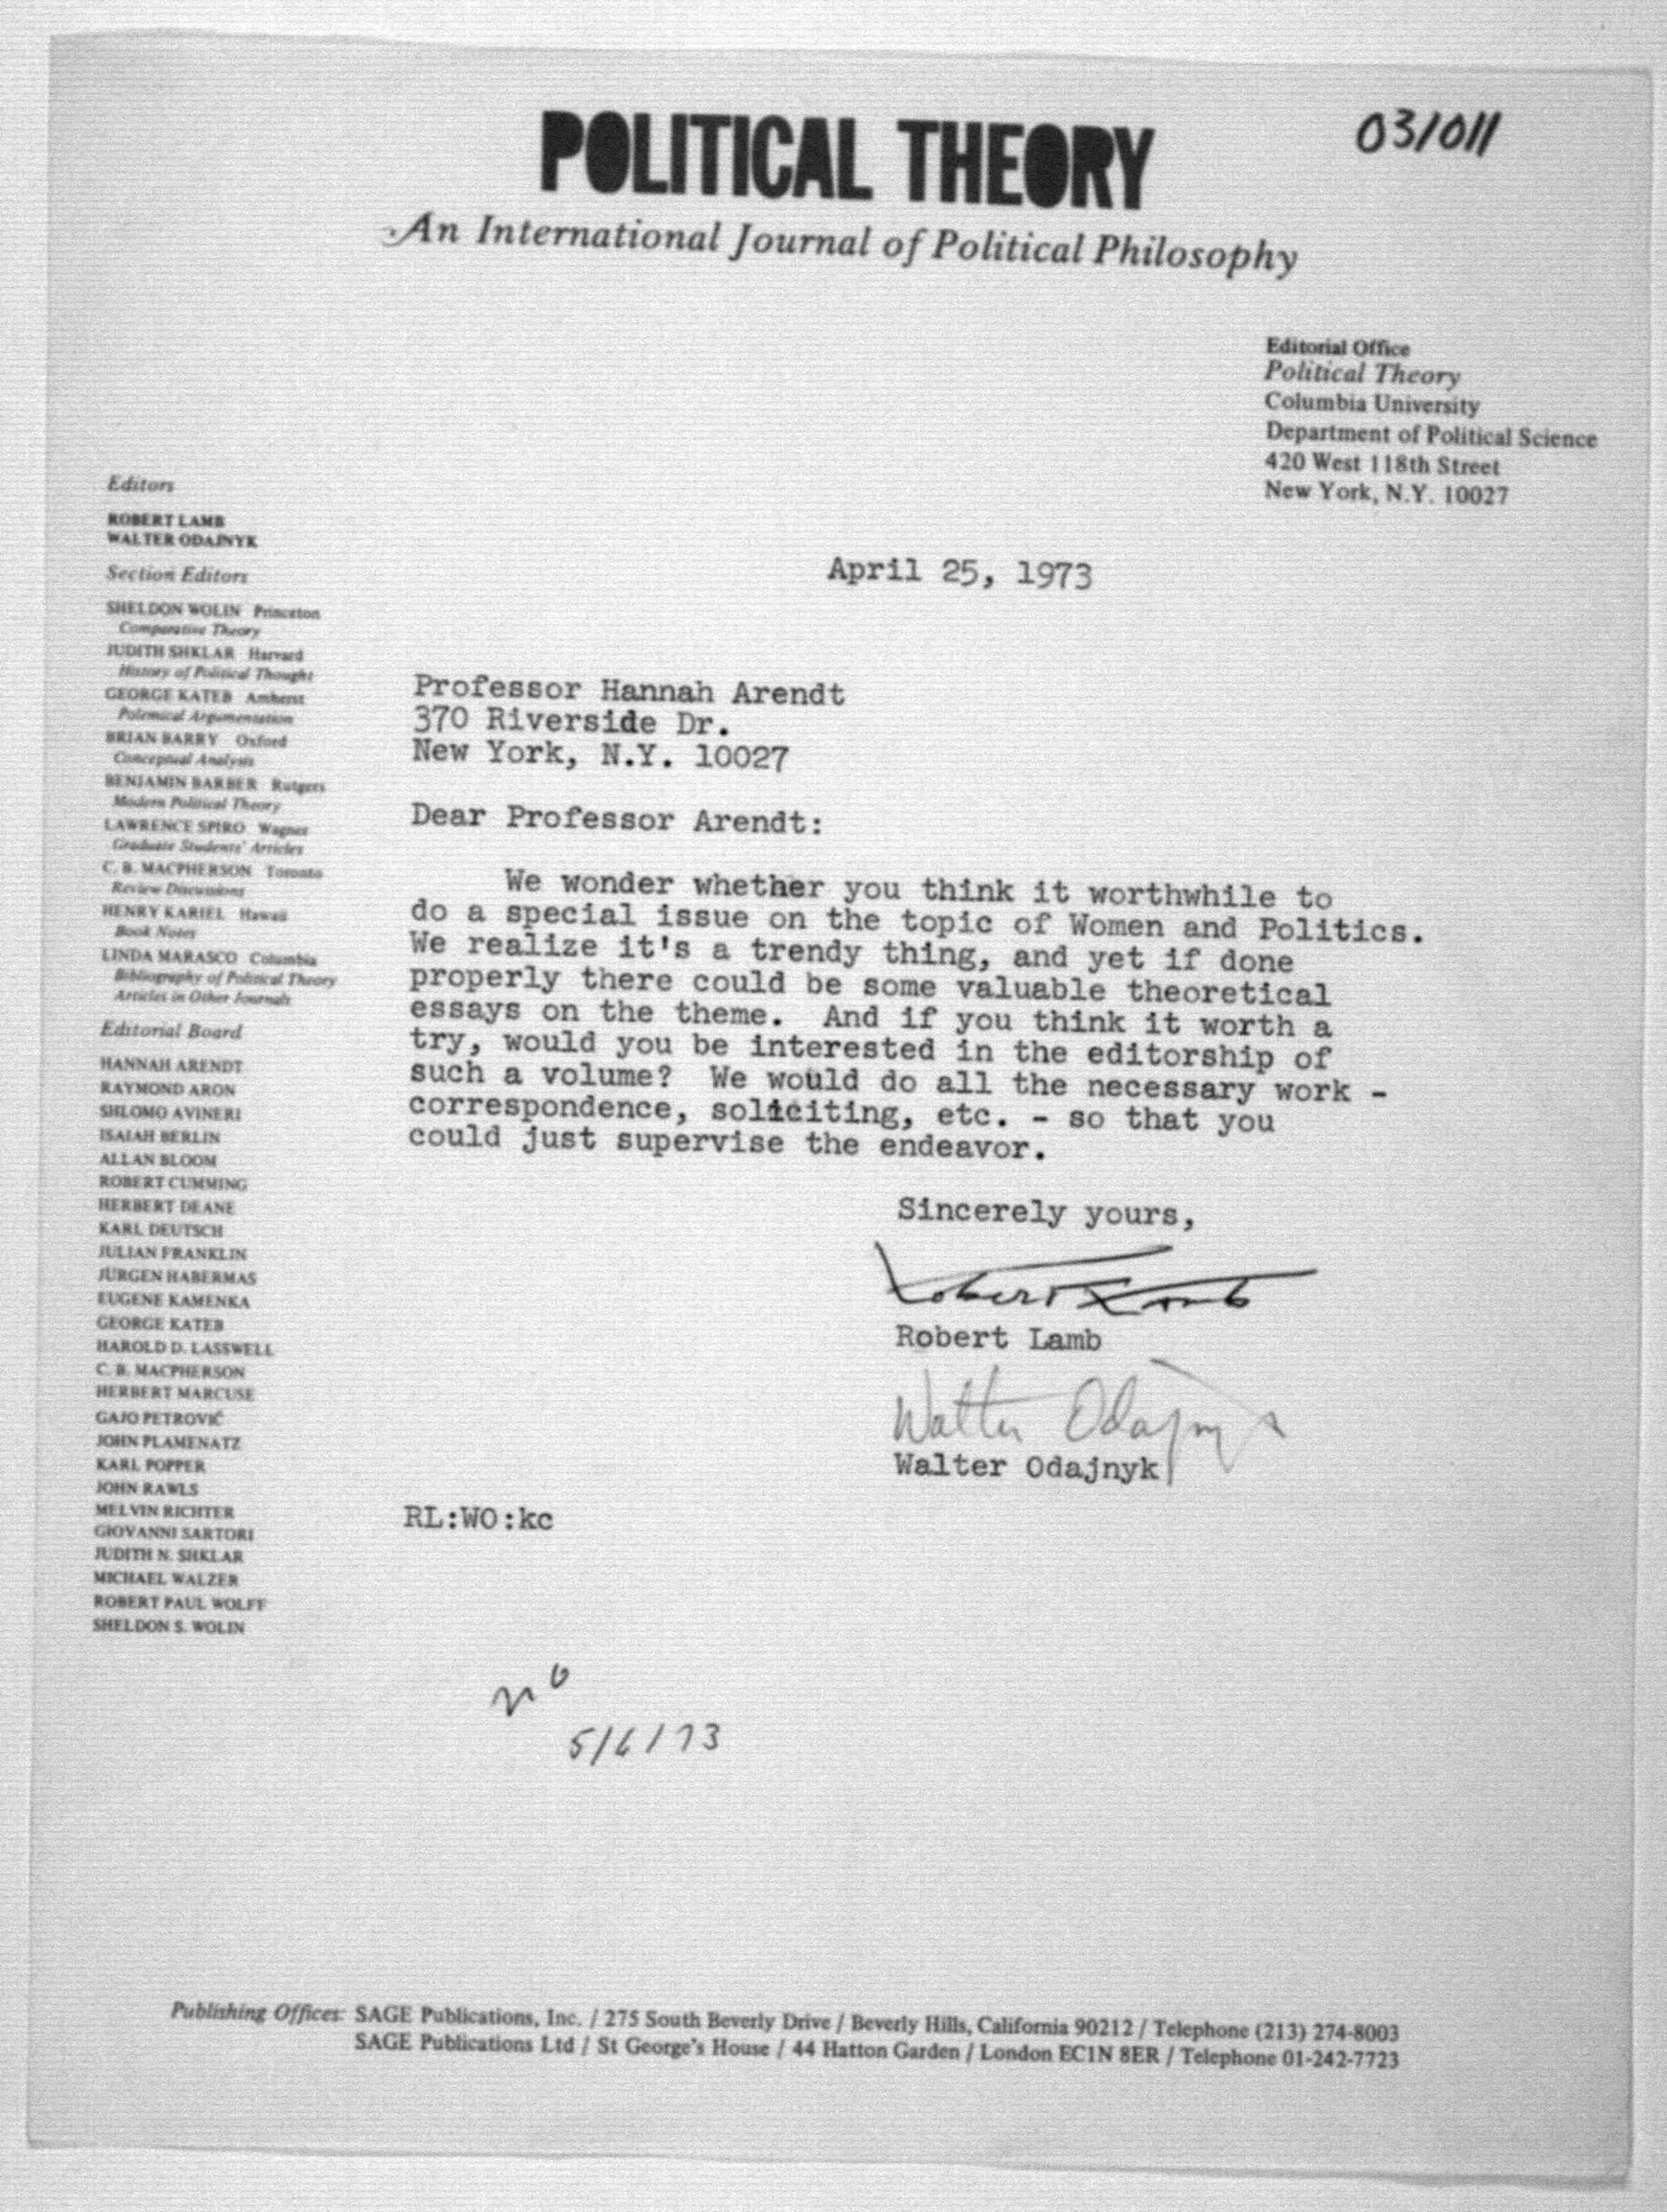 03/011
POLITICAL THEORY
An International Journal of Political Philosophy
Editorial Office
Political Theory
Columbia University
Department of Political Science
420 West 118th Street
New York, N.Y. 10027
Editors
ROBERT LAMB
WALTER ODAJNYK
Section Editors
SHELDON WOLIN Princeton
Comparative Theory
JUDITH SHKLAR Harvard
History of Political Thought
GEORGE KATEB Amherst
Polemical Argumentation
BRIAN BARRY Oxford
Conceptual Analysis
BENJAMIN BARBER Rutgers
Modern Political Theory
LAWRENCE SPIRO Wagner
Graduate Students' Articles
C. B. MACPHERSON Toronto
Review Discussions
HENRY KARIEL Hawaii
Book Notes
LINDA MARASCO Columbia
Bibliography of Political Theory
Articles in Other Journals
Editorial Board
HANNAH ARENDT
RAYMOND ARON
SHLOMO AVINERI
ISAIAH BERLIN
ALLAN BLOOM
ROBERT CUMMING
HERBERT DEANE
KARL DEUTSCH
JULIAN FRANKLIN
JÜRGEN HABERMAS
EUGENE KAMENKA
GEORGE KATEB
HAROLD D. LASSWELL
C. B. MACPHERSON
HERBERT MARCUSE
GAJO PETROVIĆ
JOHN PLAMENATZ
KARL POPPER
JOHN RAWLS
MELVIN RICHTER
GIOVANNI SARTORI
JUDITH N. SHKLAR
MICHAEL WALZER
ROBERT PAUL WOLFF
SHELDON S. WOLIN
April 25, 1973
Professor Hannah Arendt
370 Riverside Dr.
New York, N.Y. 10027
Dear Professor Arendt:
We wonder whether you think it worthwhile to
do a special issue on the topic of Women and Politics.
We realize it's a trendy thing, and yet if done
properly there could be some valuable theoretical
essays on the theme. And if you think it worth a
try, would you be interested in the editorship of
such a volume? We would do all the necessary work -
correspondence, soliciting, etc. - so that you
could just supervise the endeavor.
Sincerely yours,
Robert Lamb
Robert Lamb
Walter Odajnyk
Walter Odajnyk
RL:WO:kc
no
5/6/73
Publishing Offices: SAGE Publications, Inc. / 275 South Beverly Drive / Beverly Hills, California 90212 / Telephone (213) 274-8003
SAGE Publications Ltd / St George's House / 44 Hatton Garden / London EC1N 8ER / Telephone 01-242-7723